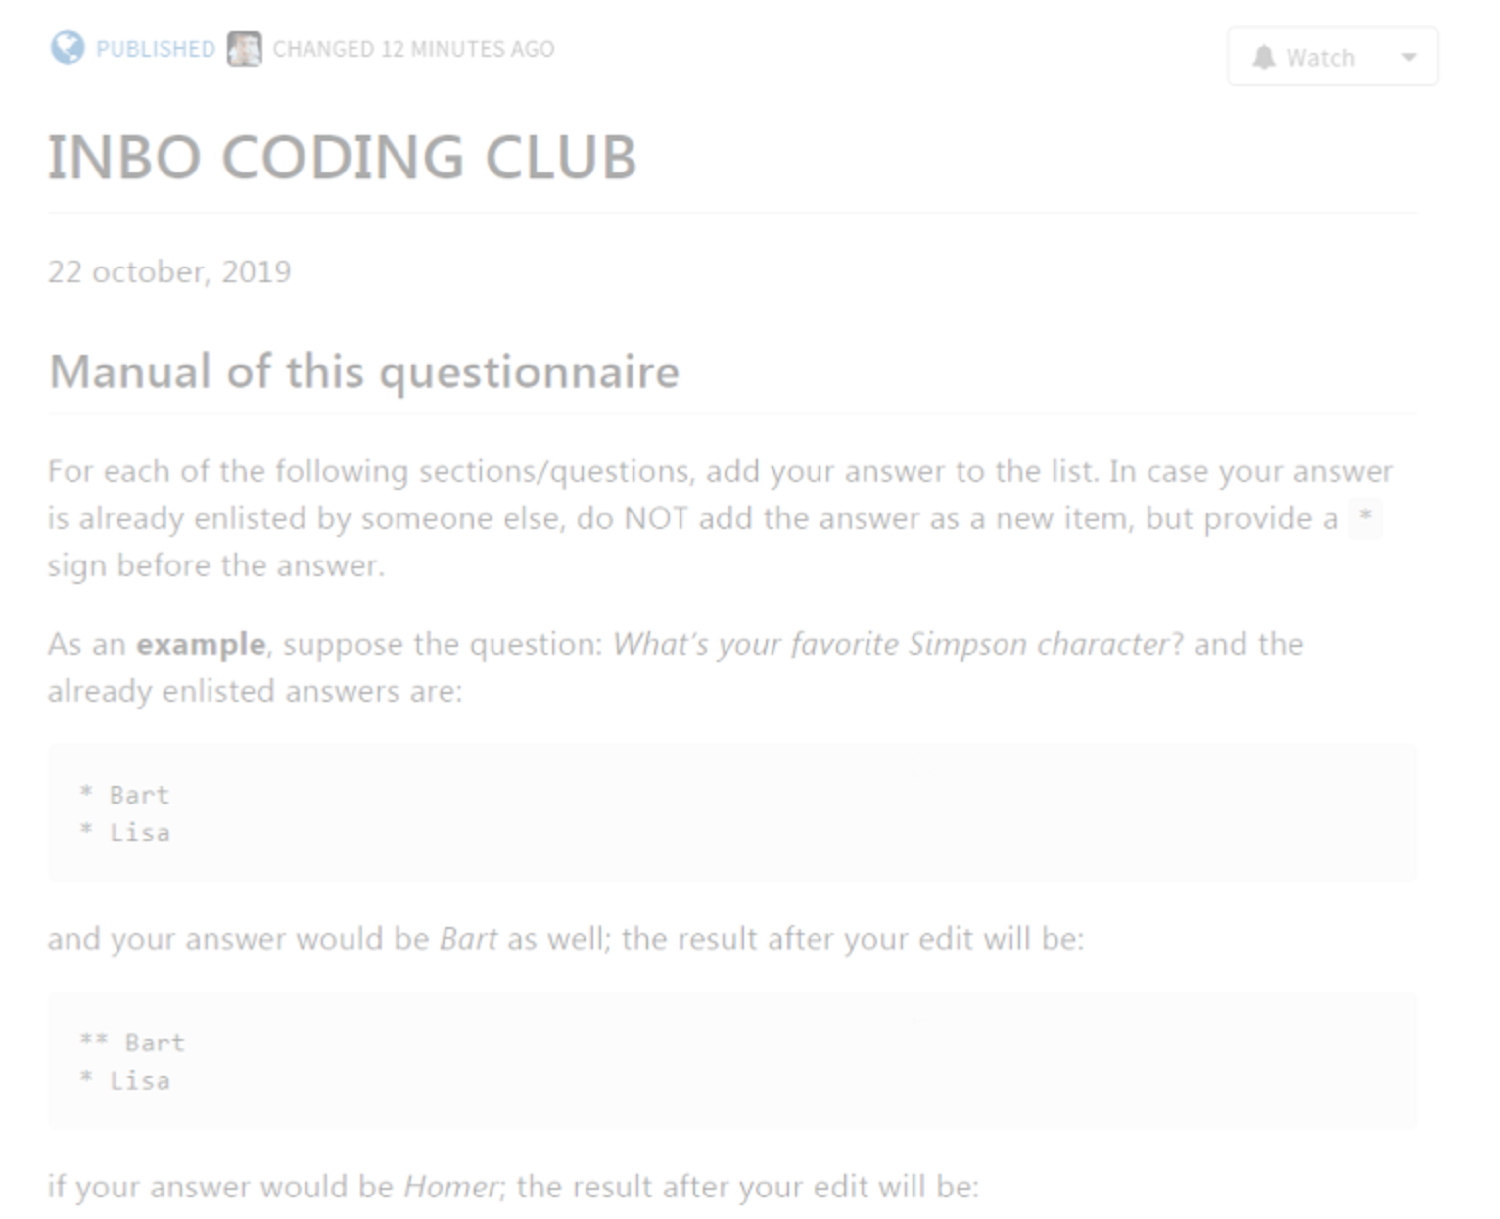 PUBLISHED CHANGED 12 MINUTES AGO
Watch
INBO CODING CLUB
22 october, 2019
Manual of this questionnaire
For each of the following sections/questions, add your answer to the list. In case your answer
is already enlisted by someone else, do NOT add the answer as a new item, but provide a *
sign before the answer.
As an example, suppose the question: What's your favorite Simpson character? and the
already enlisted answers are:
* Bart
* Lisa
and your answer would be Bart as well; the result after your edit will be:
** Bart
* Lisa
if your answer would be Homer; the result after your edit will be: